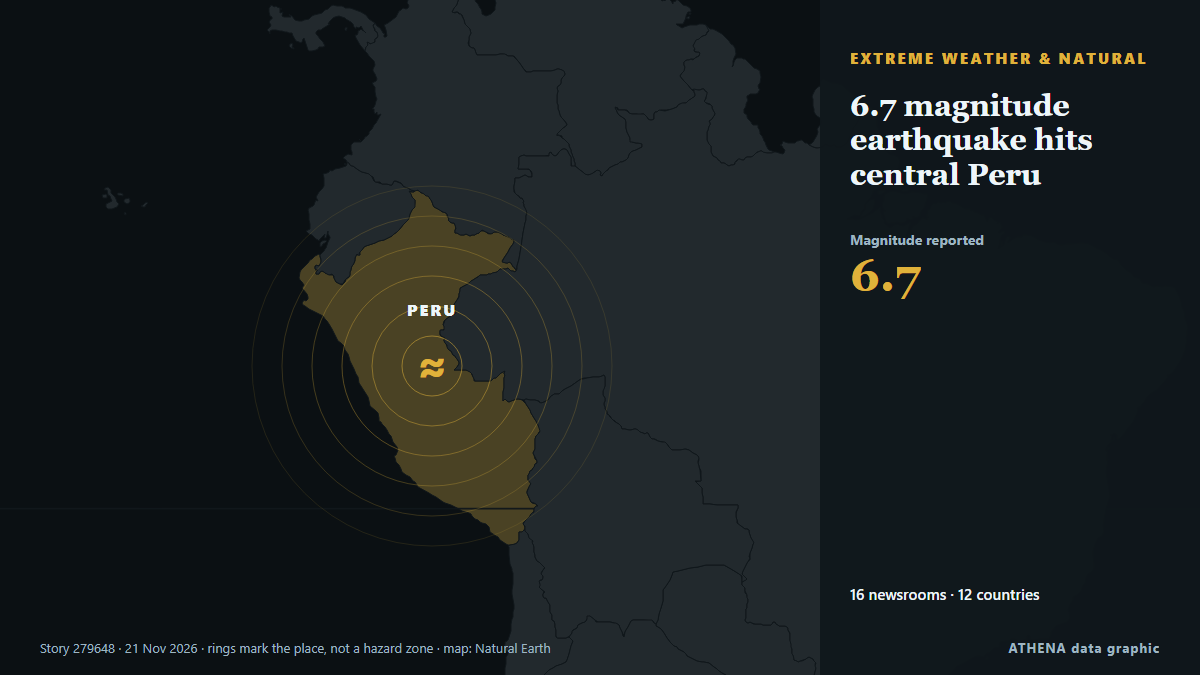 EXTREME WEATHER & NATURAL
6.7 magnitude
earthquake hits
central Peru
Magnitude reported
6.7
PERU
≈
16 newsrooms · 12 countries
Story 279648 · 21 Nov 2026 · rings mark the place, not a hazard zone · map: Natural Earth
ATHENA data graphic